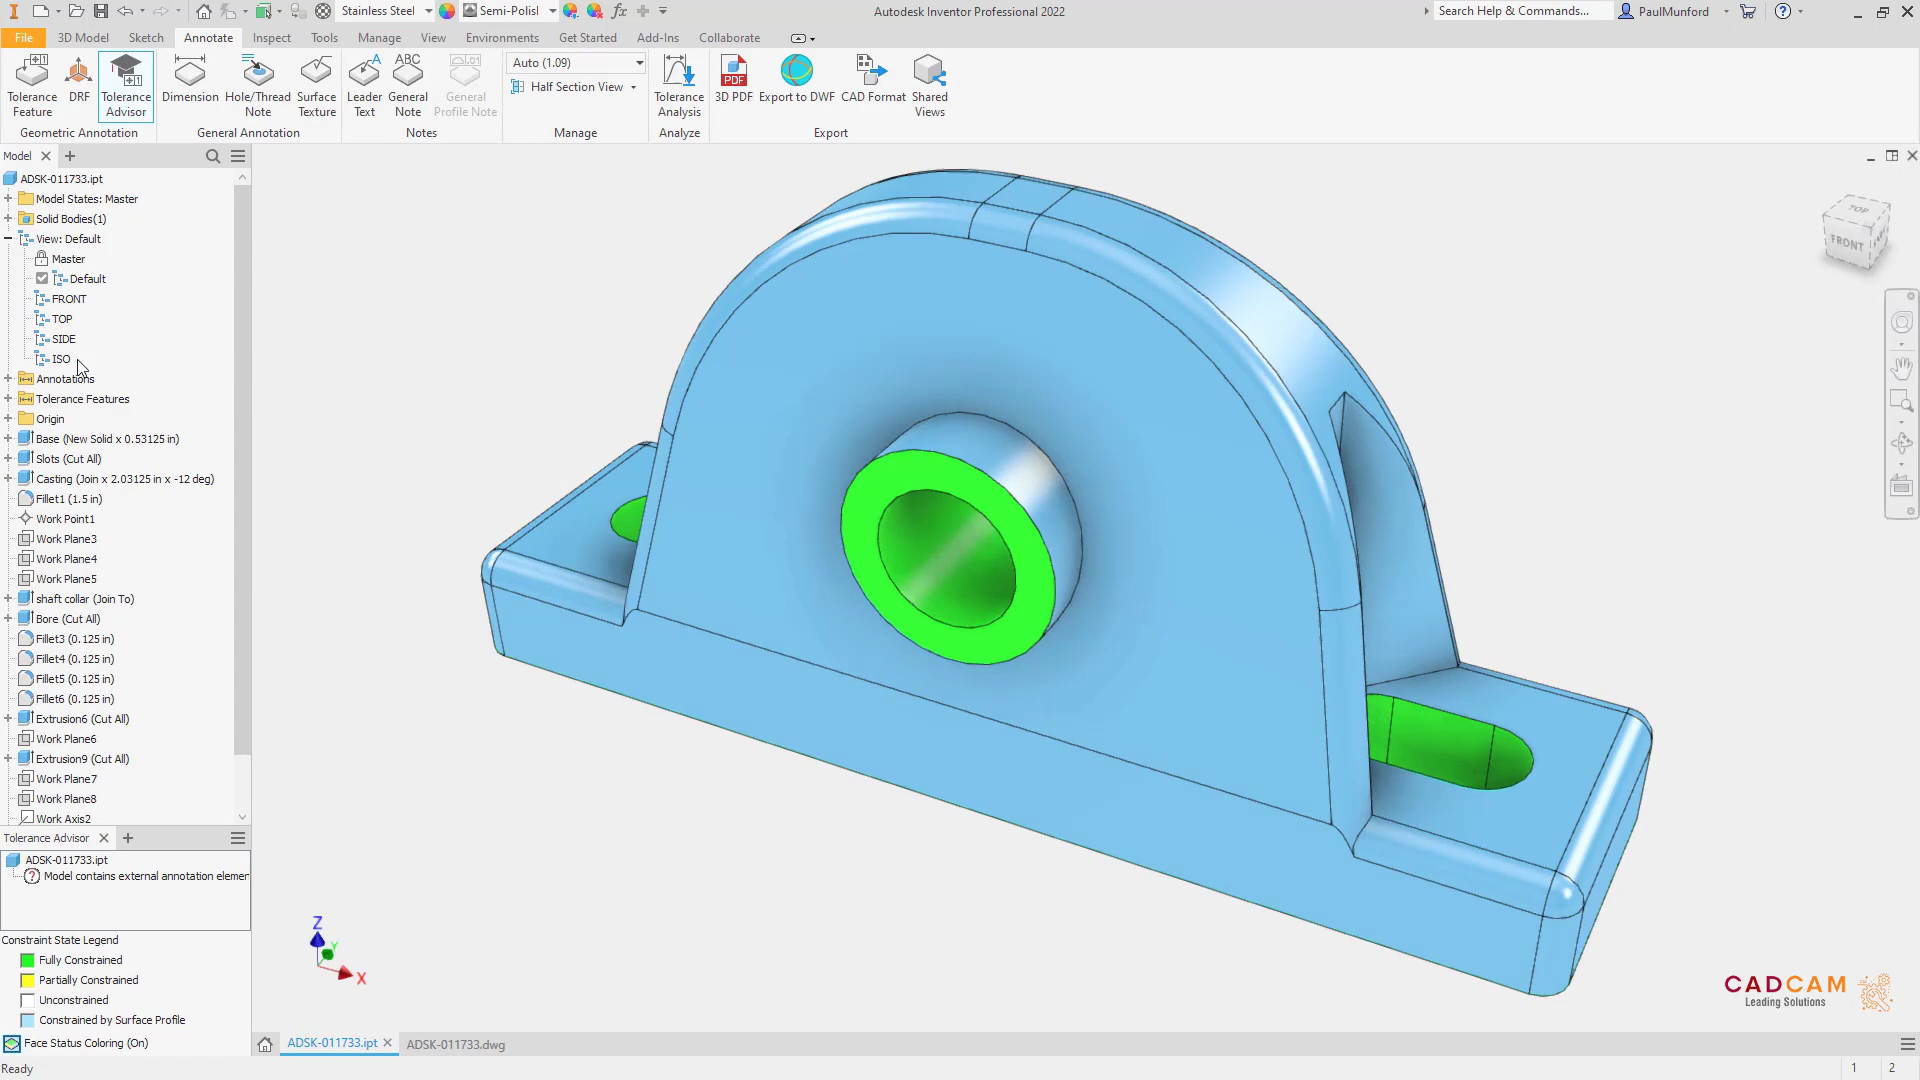 Stainless Steel
Semi-Polisl
Autodesk Inventor Professional 2022
Search Help & Commands...
PaulMunford
File
3D Model
Sketch
Annotate
Inspect
Tools
Manage
View
Environments
Get Started
Add-Ins
Collaborate
Tolerance
Feature
DRF
Tolerance
Advisor
Dimension
Hole/Thread
Note
Surface
Texture
ABC
Leader
Text
General
Note
General
Profile Note
Auto (1.09)
Half Section View
Tolerance
Analysis
PDF
3D PDF
Export to DWF
CAD Format
Shared
Views
Geometric Annotation
General Annotation
Notes
Manage
Analyze
Export
Model
ADSK-011733.ipt
Model States: Master
Solid Bodies(1)
View: Default
Master
Default
FRONT
TOP
SIDE
ISO
Annotations
Tolerance Features
Origin
Base (New Solid x 0.53125 in)
Slots (Cut All)
Casting (Join x 2.03125 in x -12 deg)
Fillet1 (1.5 in)
Work Point1
Work Plane3
Work Plane4
Work Plane5
shaft collar (Join To)
Bore (Cut All)
Fillet3 (0.125 in)
Fillet4 (0.125 in)
Fillet5 (0.125 in)
Fillet6 (0.125 in)
Extrusion6 (Cut All)
Work Plane6
Extrusion9 (Cut All)
Work Plane7
Work Plane8
Work Axis2
Tolerance Advisor
ADSK-011733.ipt
Model contains external annotation elemen
Constraint State Legend
Fully Constrained
Partially Constrained
Unconstrained
Constrained by Surface Profile
Face Status Coloring (On)
TOP
FRONT
Z
Y
X
CADCAM
Leading Solutions
ADSK-011733.ipt
ADSK-011733.dwg
Ready
1
2